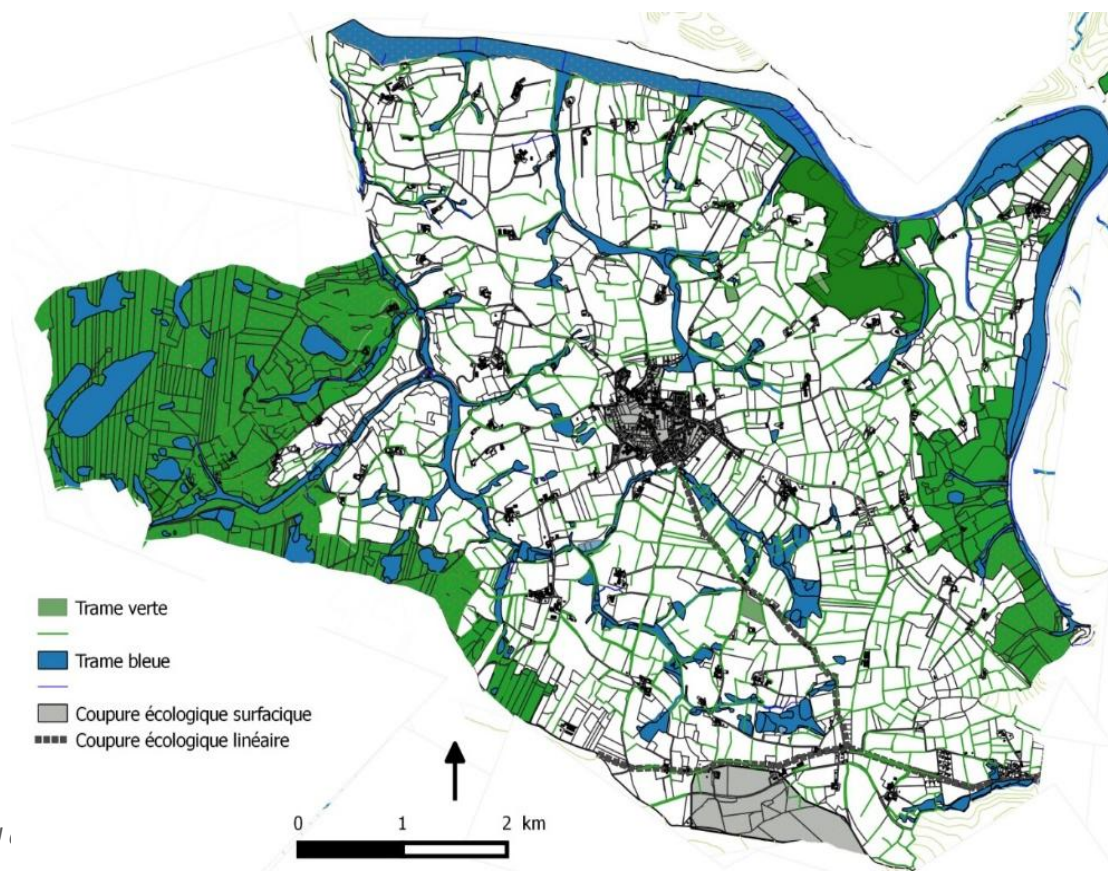 Trame verte
Trame bleue
Coupure écologique surfacique
Coupure écologique linéaire
0 1 2 km